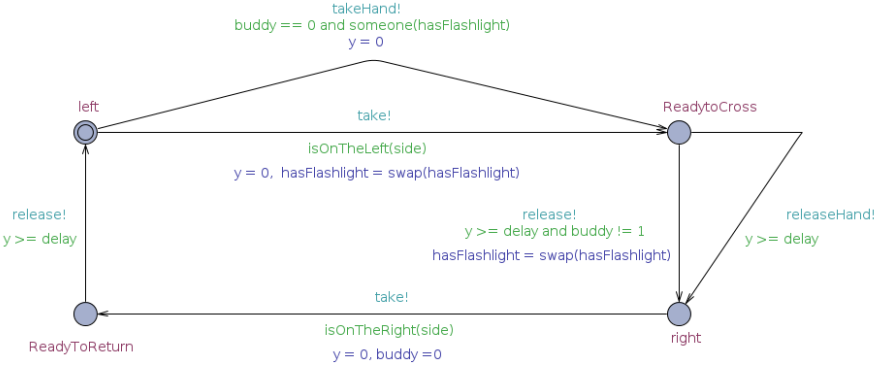 takeHand!
buddy == 0 and someone(hasFlashlight)
y = 0
left
ReadytoCross
take!
isOnTheLeft(side)
y = 0,  hasFlashlight = swap(hasFlashlight)
release!
y >= delay
release!
y >= delay and buddy != 1
hasFlashlight = swap(hasFlashlight)
releaseHand!
y >= delay
take!
isOnTheRight(side)
y = 0, buddy =0
ReadyToReturn
right